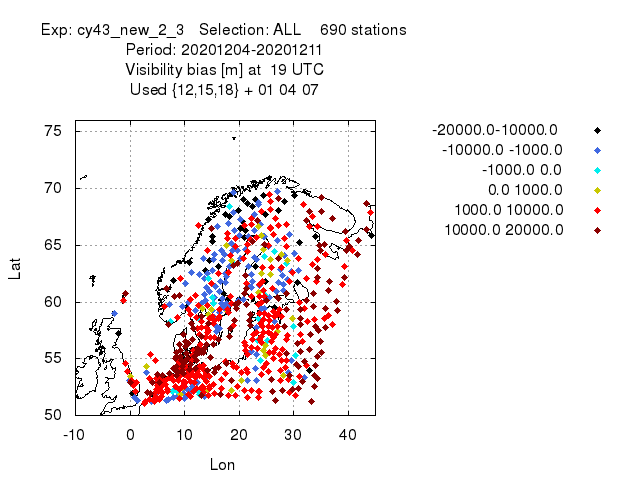 Exp: cy43_new_2_3 Selection: ALL 690 stations
Period: 20201204-20201211
Visibility bias [m] at 19 UTC
Used {12,15,18} + 01 04 07
-20000.0-10000.0
-10000.0 -1000.0
-1000.0 0.0
0.0 1000.0
1000.0 10000.0
10000.0 20000.0
75
70
65
60
55
50
Lat
-10 0 10 20 30 40
Lon